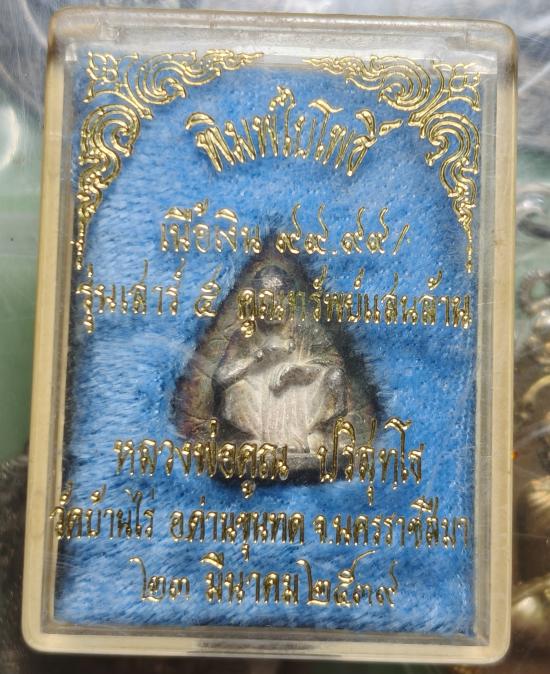 พิมพ์ใบโพธิ์
เนื้อเงิน ๙๙.๙๙/
รุ่นเสาร์ ๕ คูณทรัพย์แสนล้าน
หลวงพ่อคูณ ปริสุทฺโธ
วัดบ้านไร่ อ.ด่านขุนทด จ.นครราชสีมา
๒๓ มีนาคม ๒๕๓๙